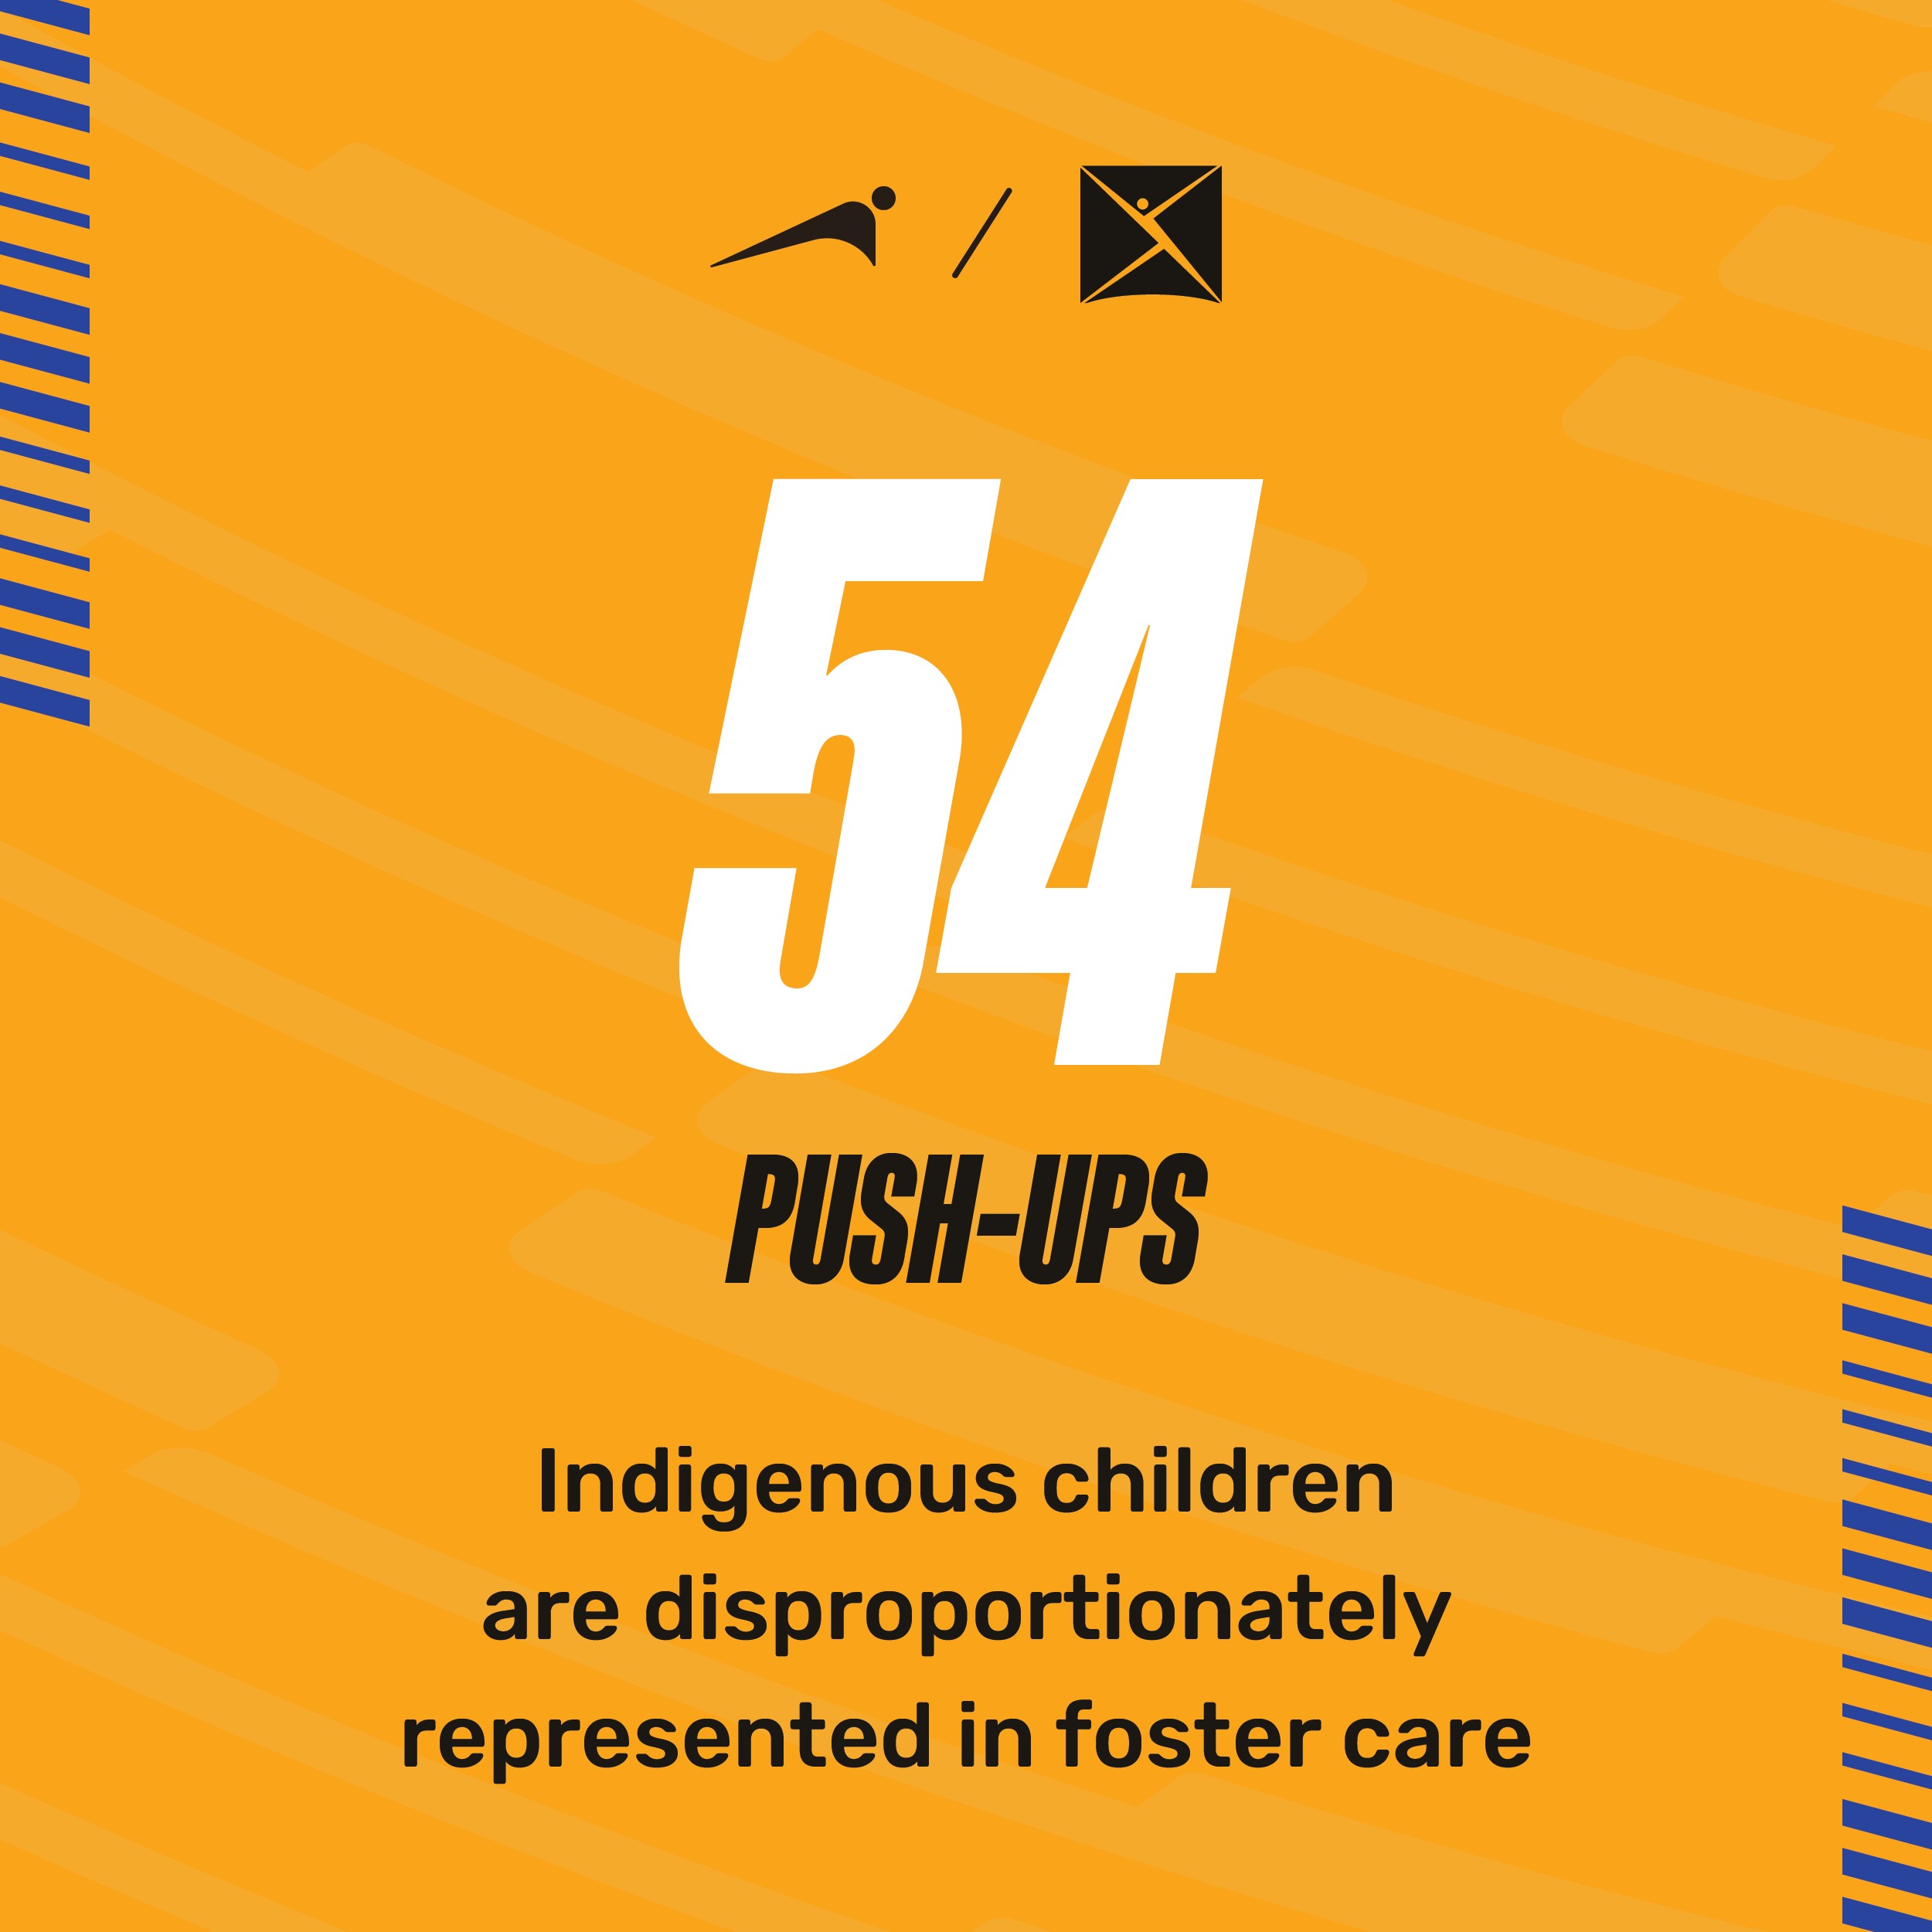 54
PUSH-UPS
Indigenous children
are disproportionately
represented in foster care